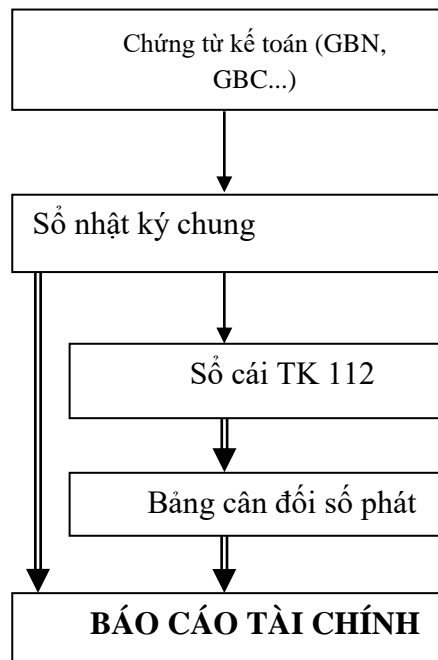 Chứng từ kế toán (GBN,
GBC...)
Sổ nhật ký chung
Sổ cái TK 112
Bảng cân đối số phát
BÁO CÁO TÀI CHÍNH